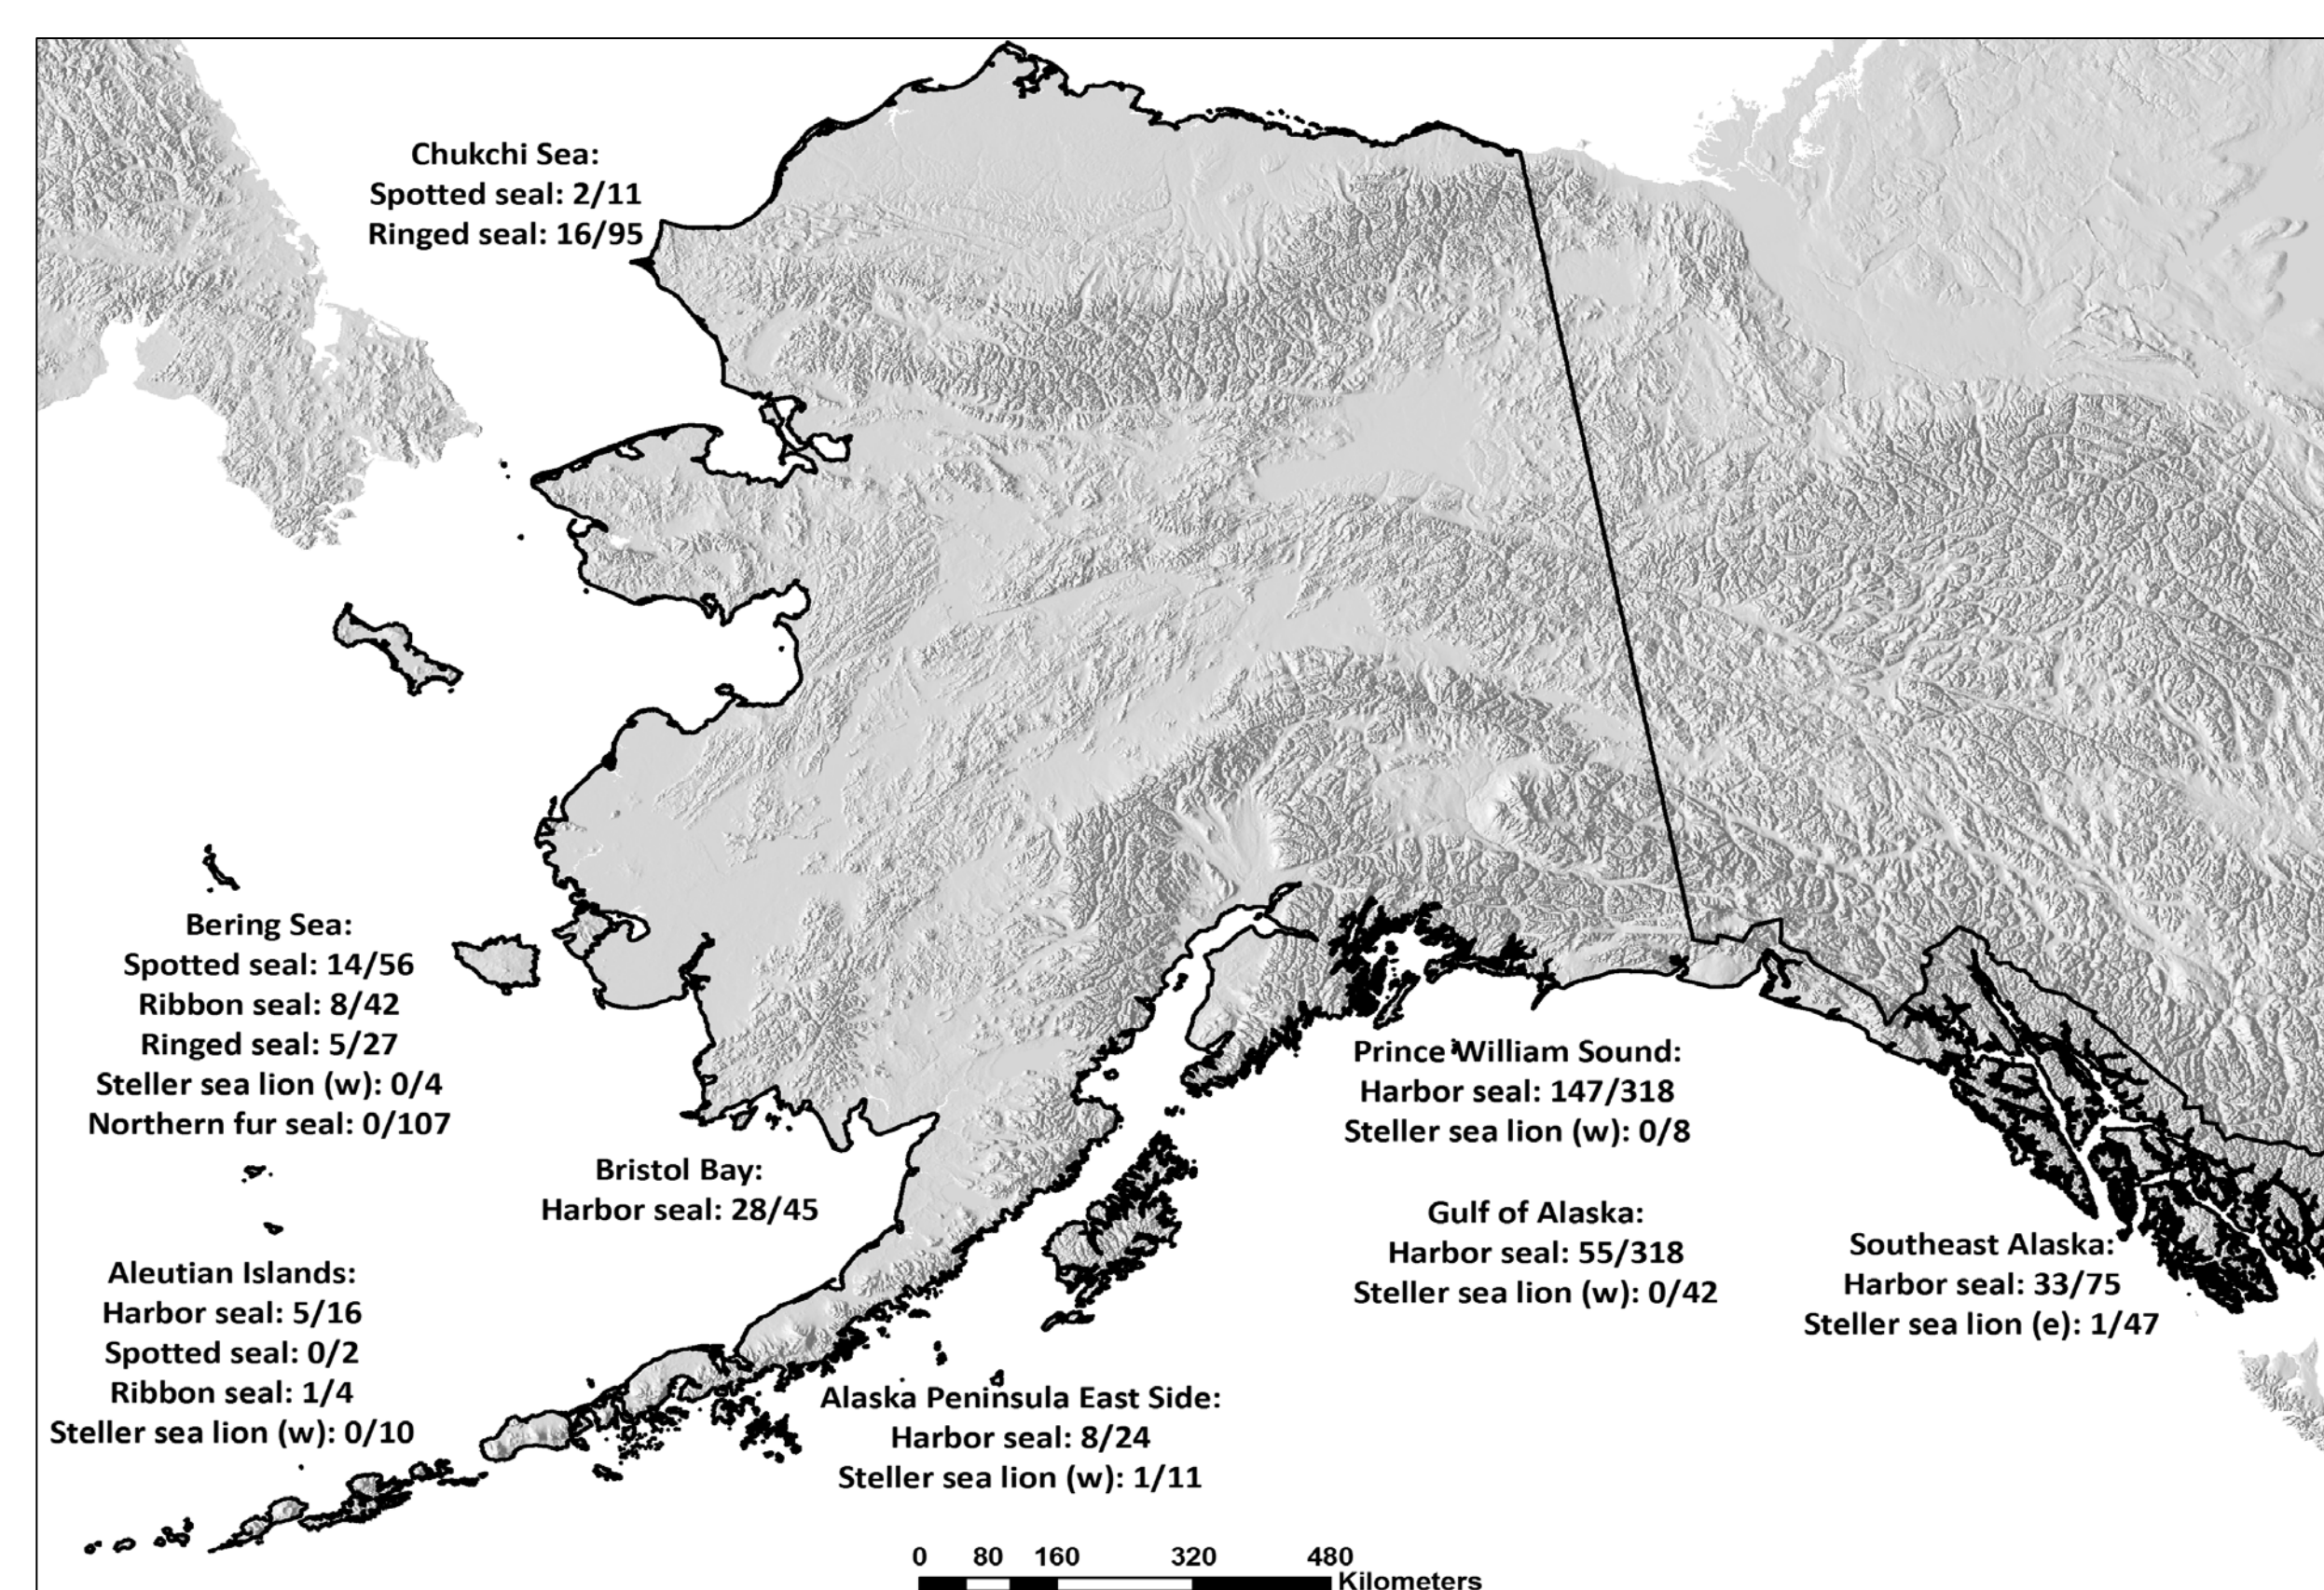 Chukchi Sea:
Spotted seal: 2/11
Ringed seal: 16/95
Bering Sea:
Spotted seal: 14/56
Ribbon seal: 8/42
Ringed seal: 5/27
Steller sea lion (w): 0/4
Northern fur seal: 0/107
Prince William Sound:
Harbor seal: 147/318
Steller sea lion (w): 0/8
Bristol Bay:
Harbor seal: 28/45
Gulf of Alaska:
Harbor seal: 55/318
Steller sea lion (w): 0/42
Southeast Alaska:
Harbor seal: 33/75
Steller sea lion (e): 1/47
Aleutian Islands:
Harbor seal: 5/16
Spotted seal: 0/2
Ribbon seal: 1/4
Steller sea lion (w): 0/10
Alaska Peninsula East Side:
Harbor seal: 8/24
Steller sea lion (w): 1/11
0 80 160 320 480
Kilometers